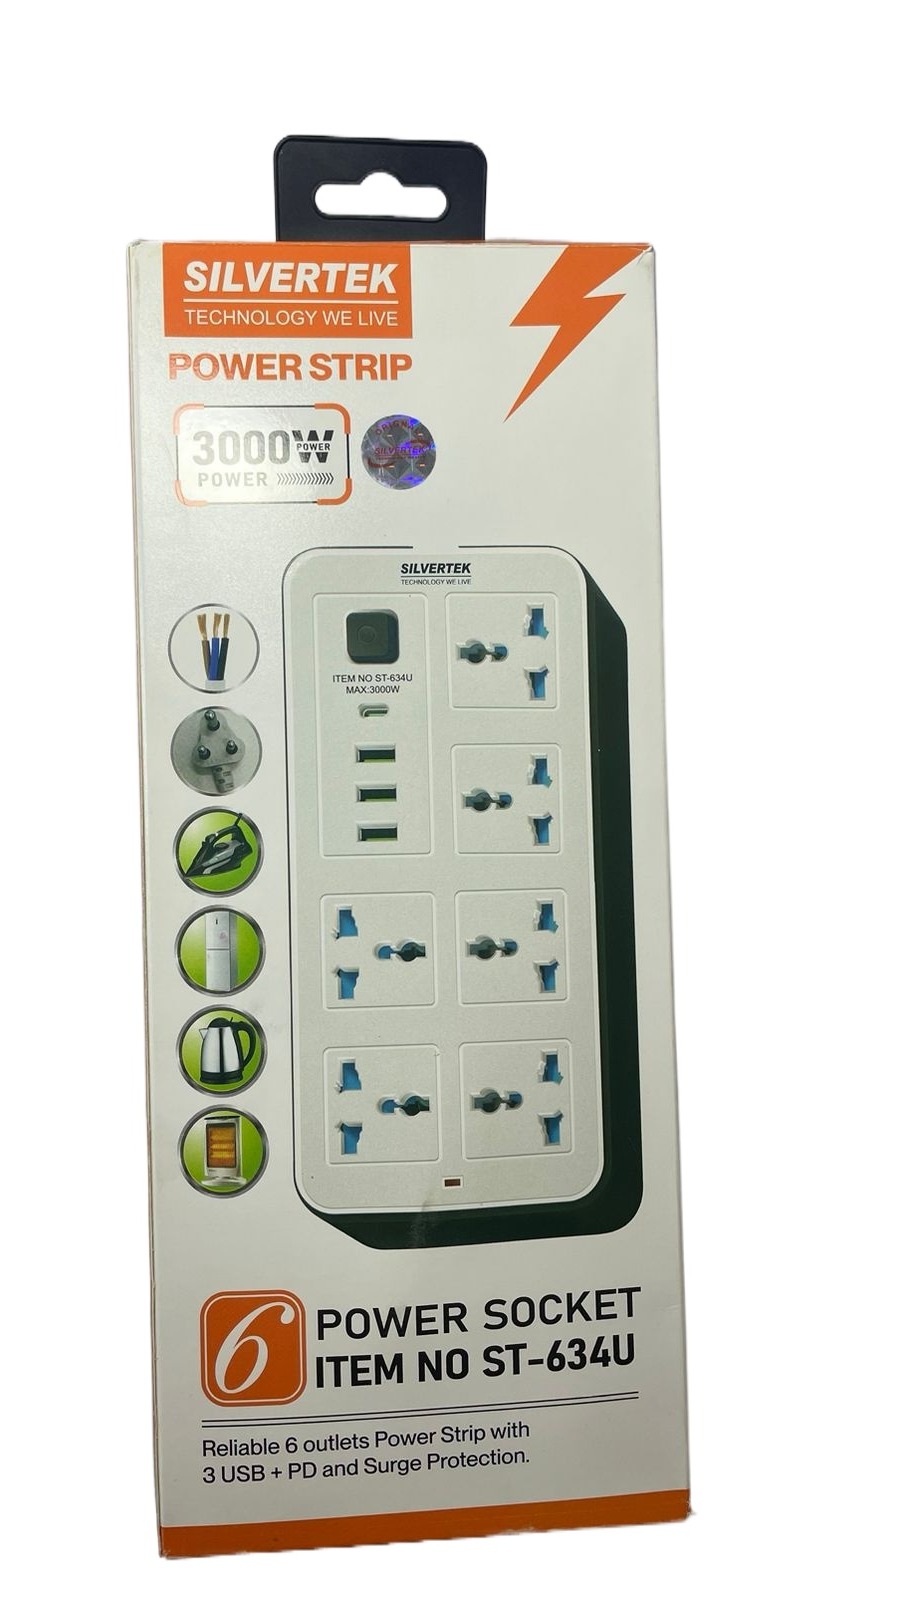 SILVERTEK
TECHNOLOGY WE LIVE
POWER STRIP
3000W
POWER
POWER
ORIGINAL
SILVERTEK
SILVERTEK
TECHNOLOGY WE LIVE
ITEM NO ST-634U
MAX:3000W
6
POWER SOCKET
ITEM NO ST-634U
Reliable 6 outlets Power Strip with
3 USB + PD and Surge Protection.